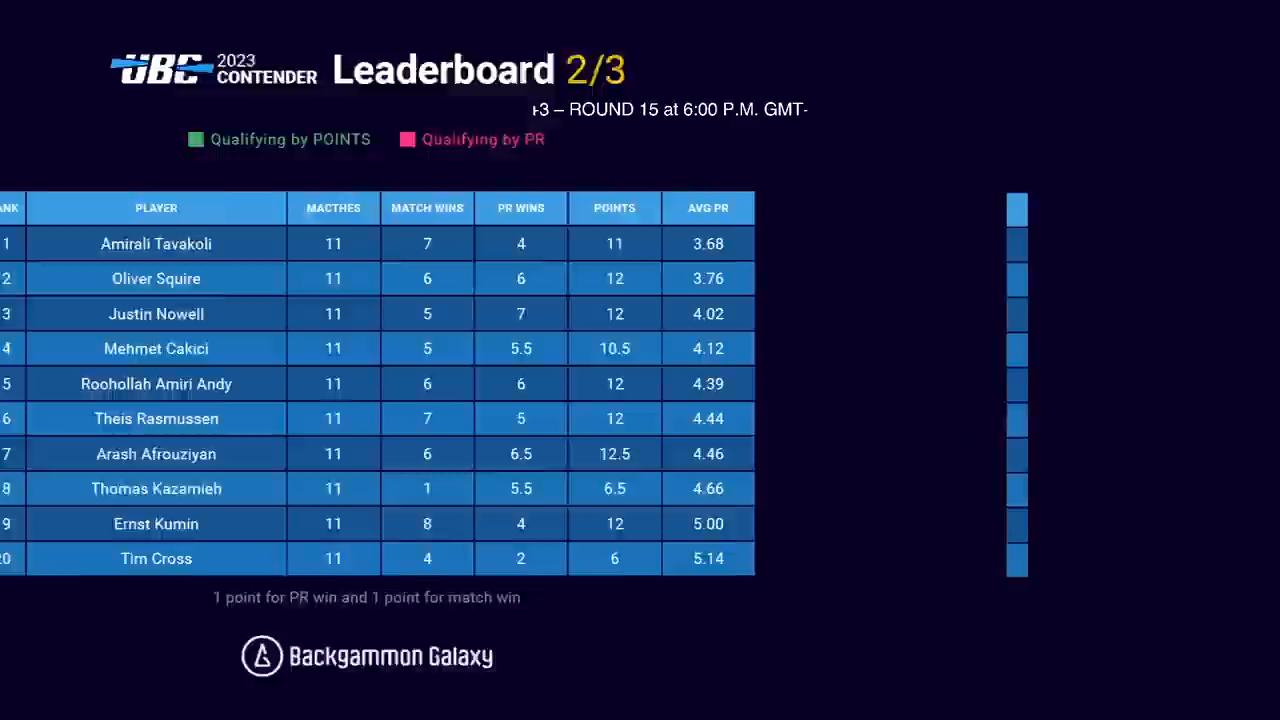 UBC 2023 CONTENDER Leaderboard 2/3
+3 – ROUND 15 at 6:00 P.M. GMT-
Qualifying by POINTS Qualifying by PR
ANK PLAYER MACTHES MATCH WINS PR WINS POINTS AVG PR
1 Amirali Tavakoli 11 7 4 11 3.68
2 Oliver Squire 11 6 6 12 3.76
3 Justin Nowell 11 5 7 12 4.02
4 Mehmet Cakici 11 5 5.5 10.5 4.12
5 Roohollah Amiri Andy 11 6 6 12 4.39
6 Theis Rasmussen 11 7 5 12 4.44
7 Arash Afrouziyan 11 6 6.5 12.5 4.46
8 Thomas Kazamieh 11 1 5.5 6.5 4.66
9 Ernst Kumin 11 8 4 12 5.00
20 Tim Cross 11 4 2 6 5.14
1 point for PR win and 1 point for match win
Backgammon Galaxy